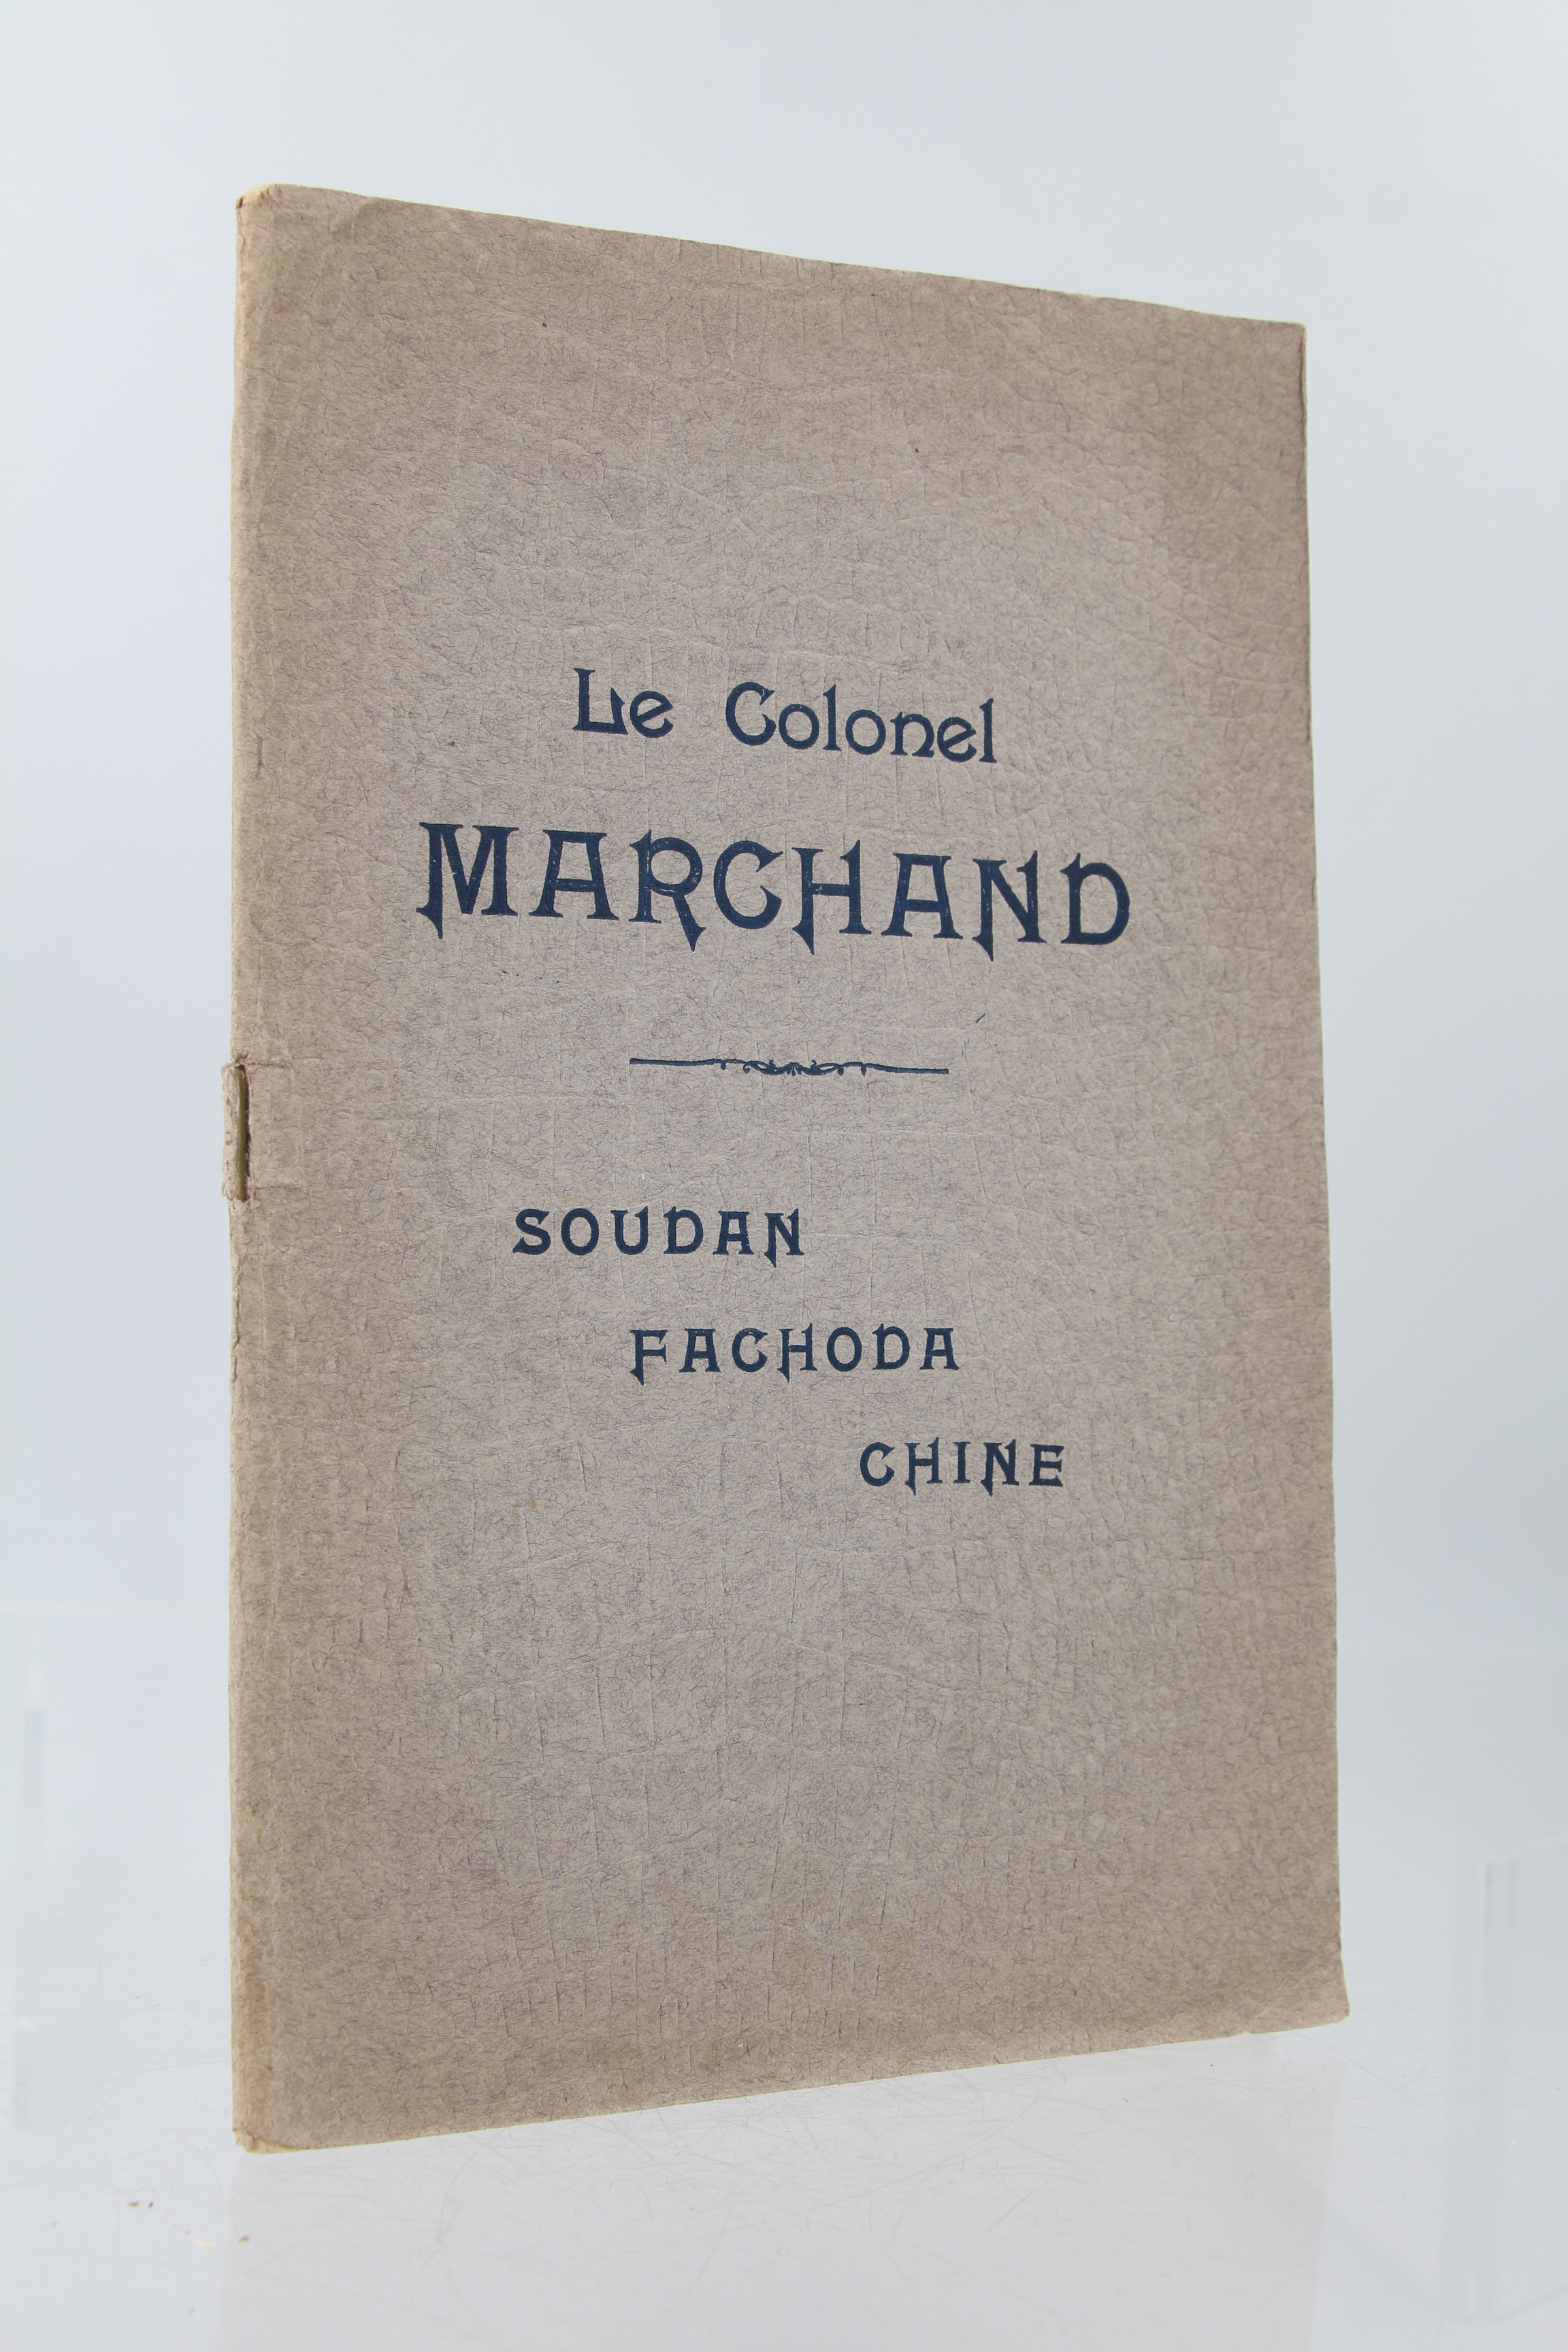 Le Colonel
MARCHAND
SOUDAN
FACHODA
CHINE